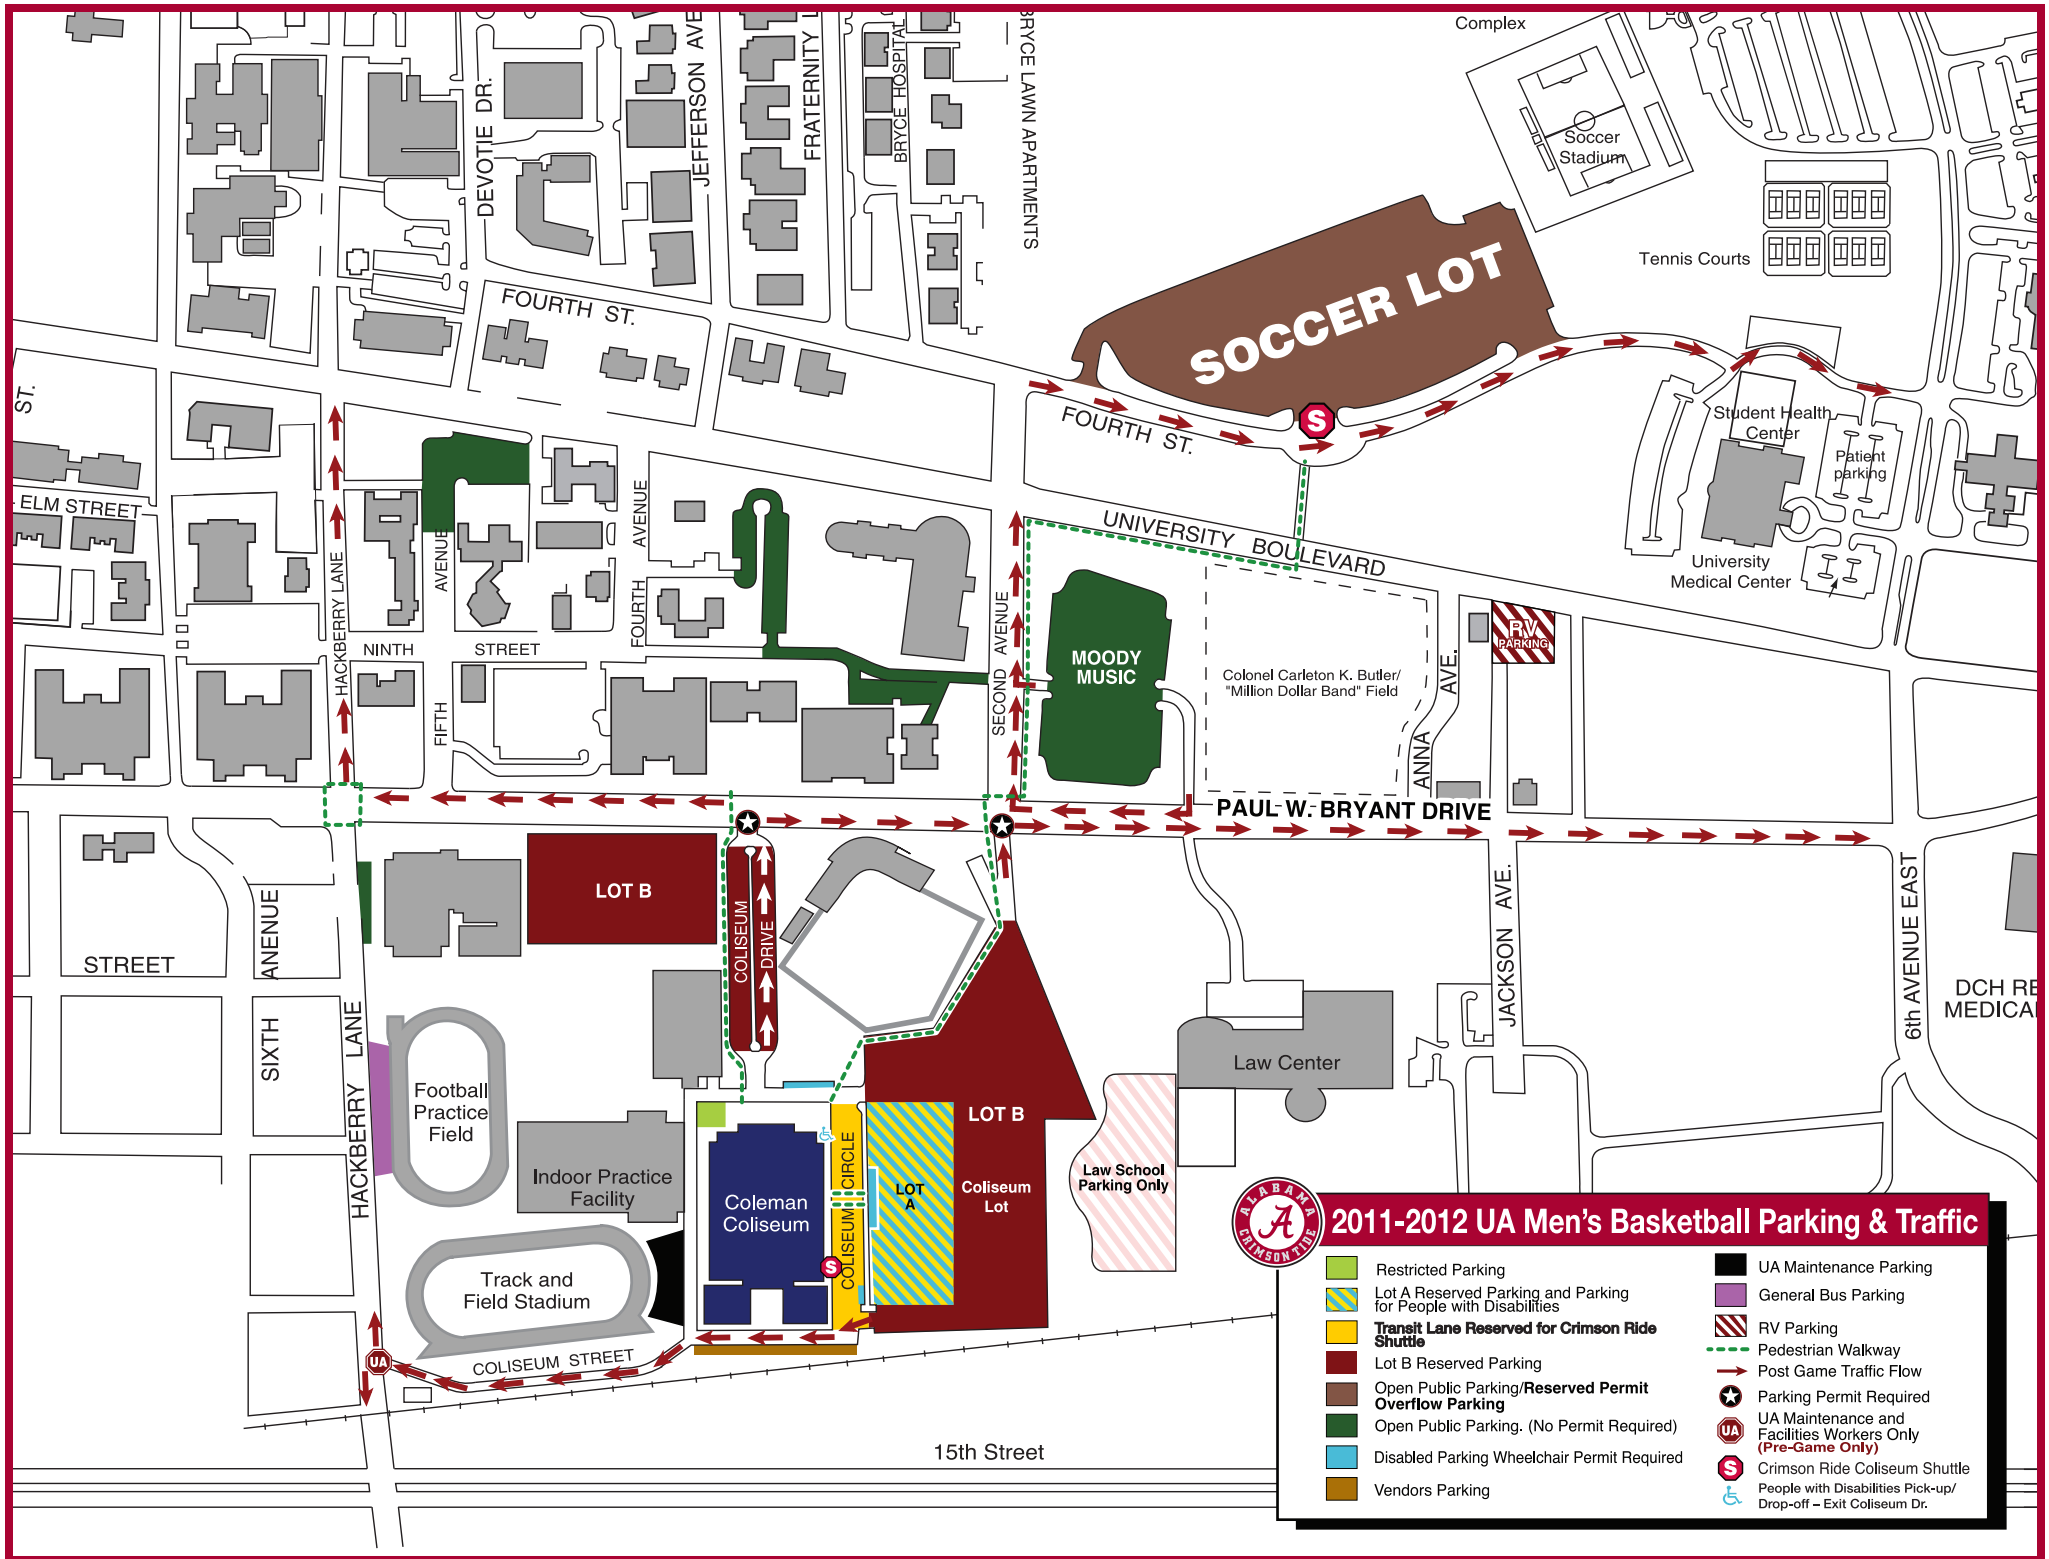 Complex
DEVOTIE DR.
JEFFERSON AVE
FRATERNITY L
BRYCE HOSPITAL
BRYCE LAWN APARTMENTS
Soccer
Stadium
Tennis Courts
SOCCER LOT
FOURTH ST.
S
FOURTH ST.
ST.
Student Health
Center
Patient
parking
University
Medical Center
ELM STREET
UNIVERSITY BOULEVARD
HACKBERRY LANE
FIFTH AVENUE
FOURTH AVENUE
SECOND AVENUE
NINTH STREET
MOODY
MUSIC
Colonel Carleton K. Butler/
"Million Dollar Band" Field
ANNA AVE.
RV
PARKING
PAUL W. BRYANT DRIVE
LOT B
COLISEUM
DRIVE
STREET
SIXTH ANENUE
HACKBERRY LANE
JACKSON AVE.
6th AVENUE EAST
DCH RE
MEDICA
Law Center
Football
Practice
Field
LOT B
Indoor Practice
Facility
Coleman
Coliseum
COLISEUM CIRCLE
LOT
A
Coliseum
Lot
Law School
Parking Only
Track and
Field Stadium
S
UA
COLISEUM STREET
15th Street
ALABAMA
A
CRIMSON TIDE
2011-2012 UA Men's Basketball Parking & Traffic
Restricted Parking
Lot A Reserved Parking and Parking
for People with Disabilities
Transit Lane Reserved for Crimson Ride
Shuttle
Lot B Reserved Parking
Open Public Parking/Reserved Permit
Overflow Parking
Open Public Parking. (No Permit Required)
Disabled Parking Wheelchair Permit Required
Vendors Parking
UA Maintenance Parking
General Bus Parking
RV Parking
Pedestrian Walkway
Post Game Traffic Flow
Parking Permit Required
UA
UA Maintenance and
Facilities Workers Only
(Pre-Game Only)
S
Crimson Ride Coliseum Shuttle
People with Disabilities Pick-up/
Drop-off – Exit Coliseum Dr.